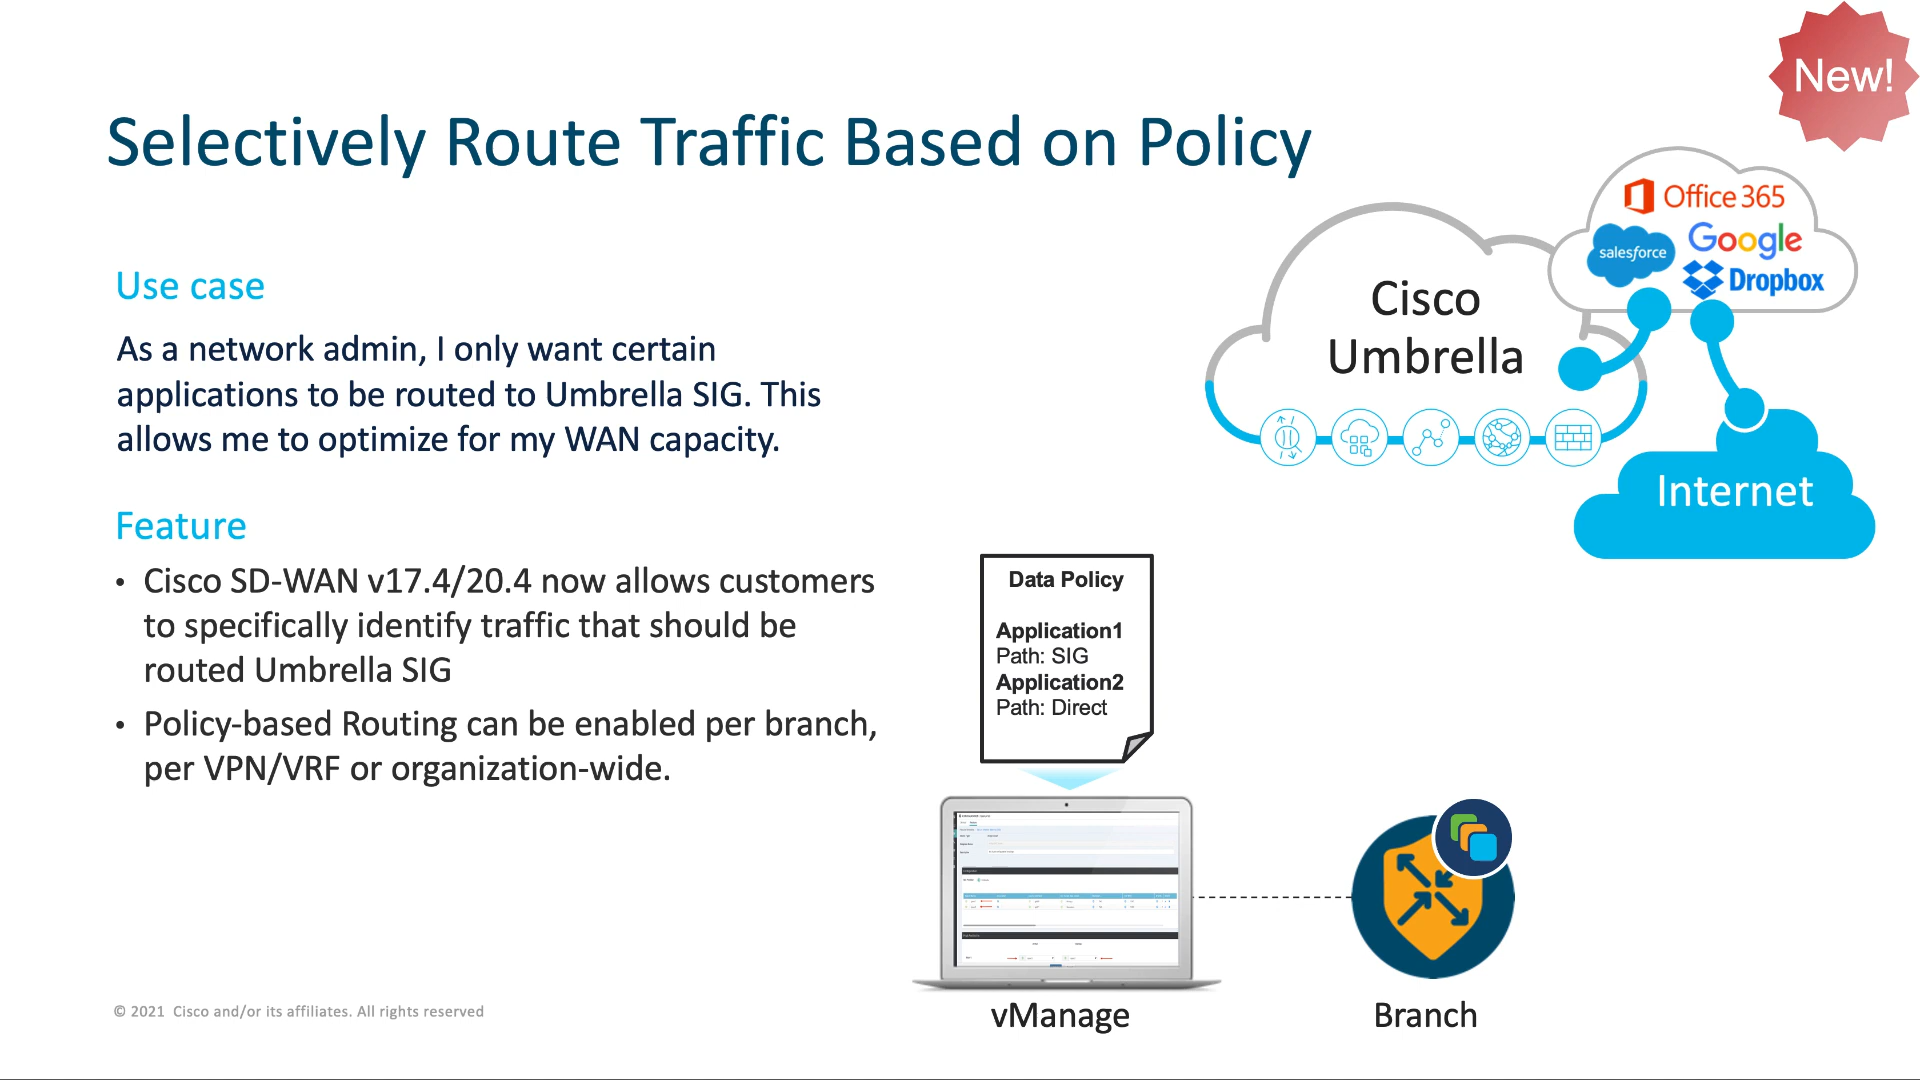 New!
Selectively Route Traffic Based on Policy
Office 365
salesforce
Google
Dropbox
Cisco
Umbrella
Internet
Use case
As a network admin, I only want certain
applications to be routed to Umbrella SIG. This
allows me to optimize for my WAN capacity.
Feature
• Cisco SD-WAN v17.4/20.4 now allows customers
to specifically identify traffic that should be
routed Umbrella SIG
• Policy-based Routing can be enabled per branch,
per VPN/VRF or organization-wide.
Data Policy
Application1
Path: SIG
Application2
Path: Direct
vManage
Branch
© 2021 Cisco and/or its affiliates. All rights reserved